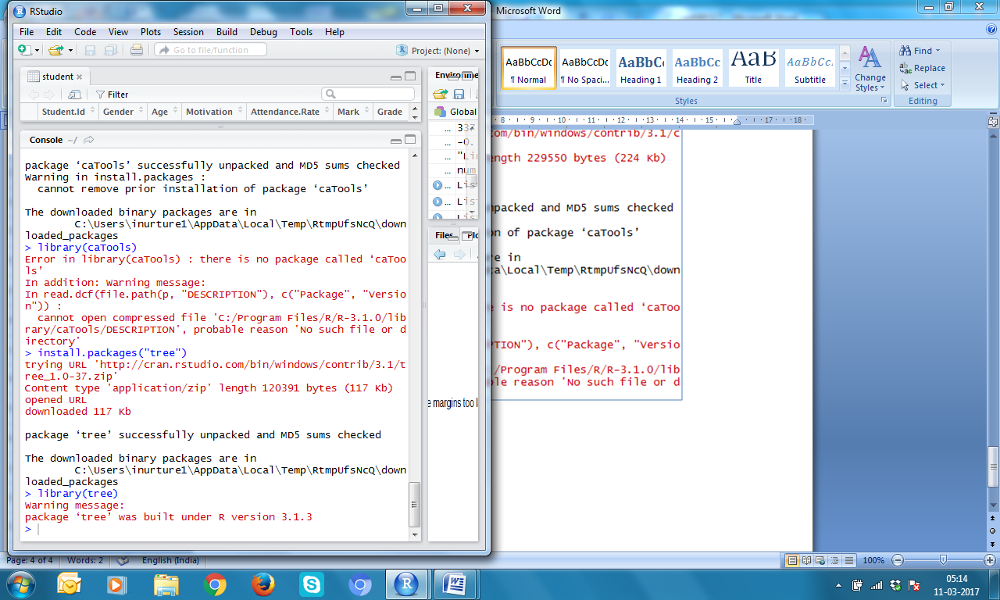 RStudio
File Edit Code View Plots Session Build Debug Tools Help
Go to file/function
Project: (None)
student
Filter
Student.Id Gender Age Motivation Attendance.Rate Mark Grade
Console ~/
package ‘caTools’ successfully unpacked and MD5 sums checked
Warning in install.packages :
cannot remove prior installation of package ‘caTools’
The downloaded binary packages are in
C:\Users\inurture1\AppData\Local\Temp\RtmpUfsNcQ\down
loaded_packages
> library(caTools)
Error in library(caTools) : there is no package called ‘caToo
ls’
In addition: Warning message:
In read.dcf(file.path(p, "DESCRIPTION"), c("Package", "Versio
n")) :
cannot open compressed file 'C:/Program Files/R/R-3.1.0/lib
rary/caTools/DESCRIPTION', probable reason 'No such file or d
irectory'
> install.packages("tree")
trying URL 'http://cran.rstudio.com/bin/windows/contrib/3.1/t
ree_1.0-37.zip'
Content type 'application/zip' length 120391 bytes (117 Kb)
opened URL
downloaded 117 Kb
package ‘tree’ successfully unpacked and MD5 sums checked
The downloaded binary packages are in
C:\Users\inurture1\AppData\Local\Temp\RtmpUfsNcQ\down
loaded_packages
> library(tree)
Warning message:
package ‘tree’ was built under R version 3.1.3
>
Global
... 337
... -0.
... "Lin
... num
... Lis
... Lis
... Lis
Files
e margins too l
Microsoft Word
AaBbCcDc AaBbCcDc AaBbC AaBbCc AaB AaBbCc.
¶ Normal ¶ No Spaci... Heading 1 Heading 2 Title Subtitle
Change
Styles
Styles
Find
Replace
Select
Editing
8 9 10 11 12 13 14 15 17 18
com/bin/windows/contrib/3.1/c
ength 229550 bytes (224 Kb)
npacked and MD5 sums checked
on of package ‘caTools’
re in
ta\Local\Temp\RtmpUfsNcQ\down
e is no package called ‘caToo
TION"), c("Package", "Versio
:/Program Files/R/R-3.1.0/lib
ble reason 'No such file or d
Page: 4 of 4 Words: 2 English (India)
100%
05:14
11-03-2017